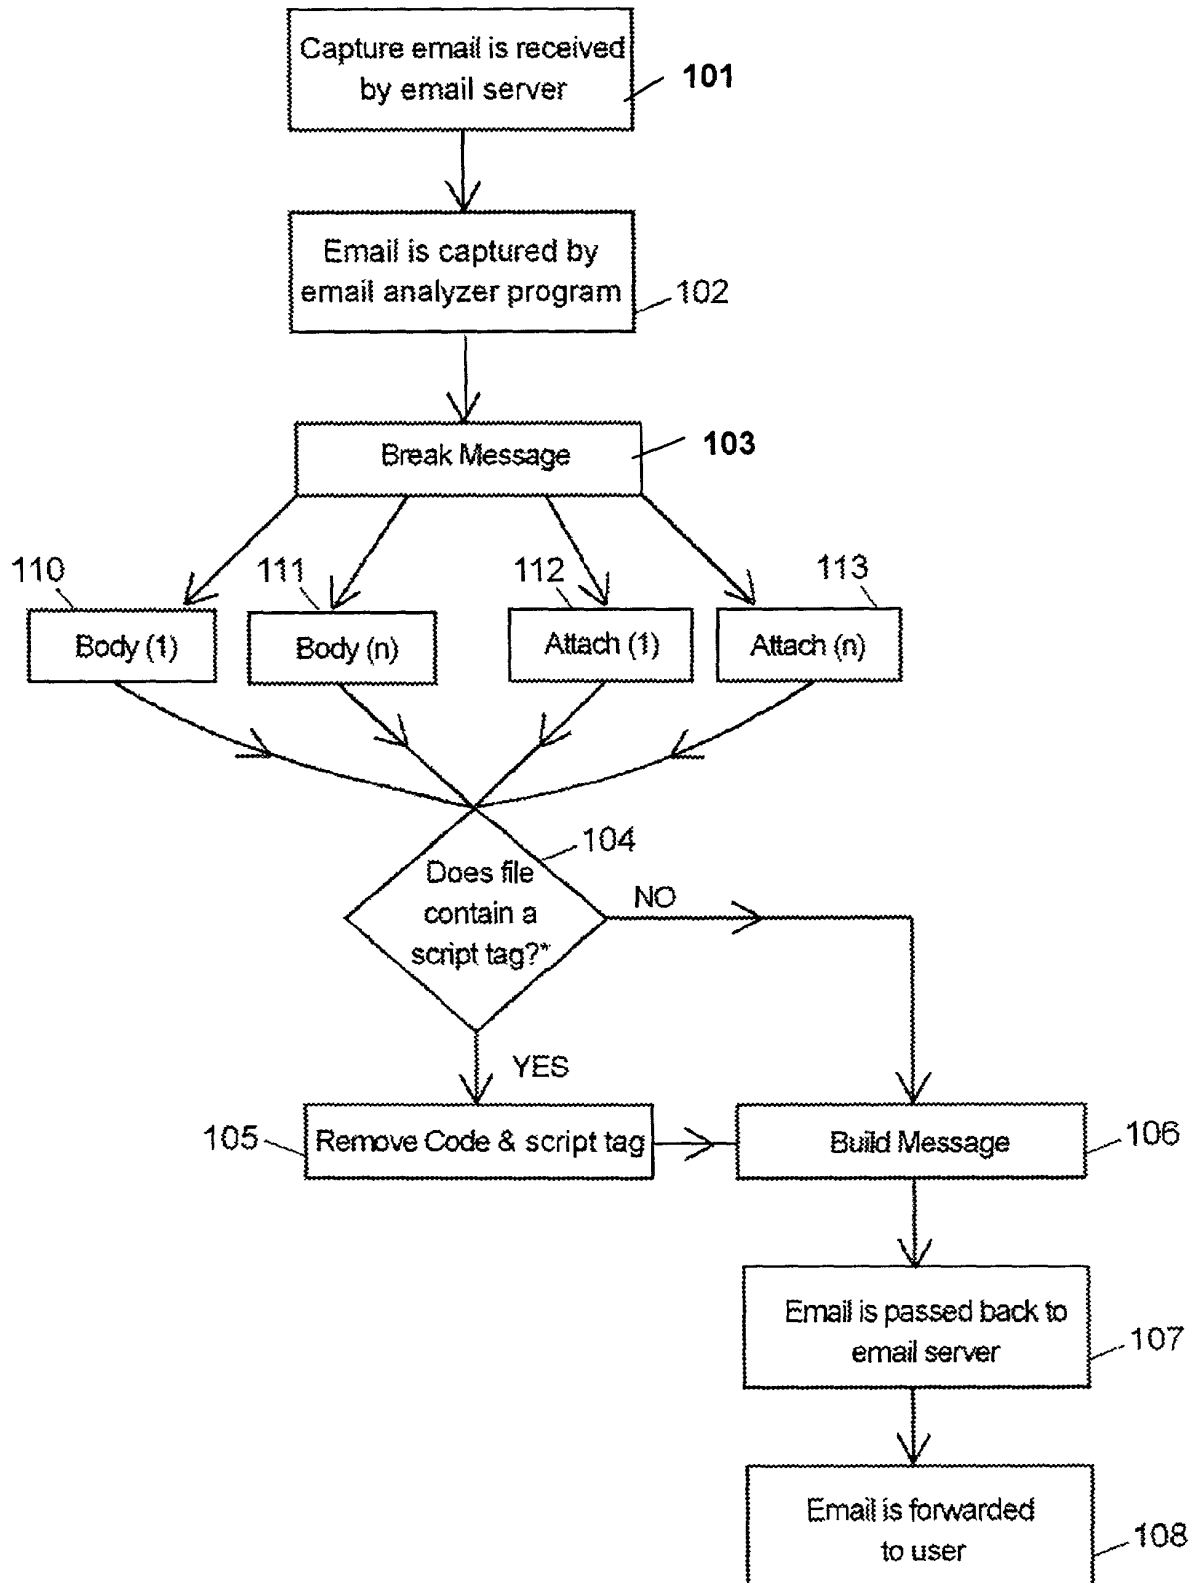 Capture email is received
by email server
101
Email is captured by
email analyzer program
102
Break Message
103
110
111
112
113
Body (1)
Body (n)
Attach (1)
Attach (n)
104
Does file
contain a
script tag?*
NO
YES
105
Remove Code & script tag
Build Message
106
Email is passed back to
email server
107
Email is forwarded
to user
108